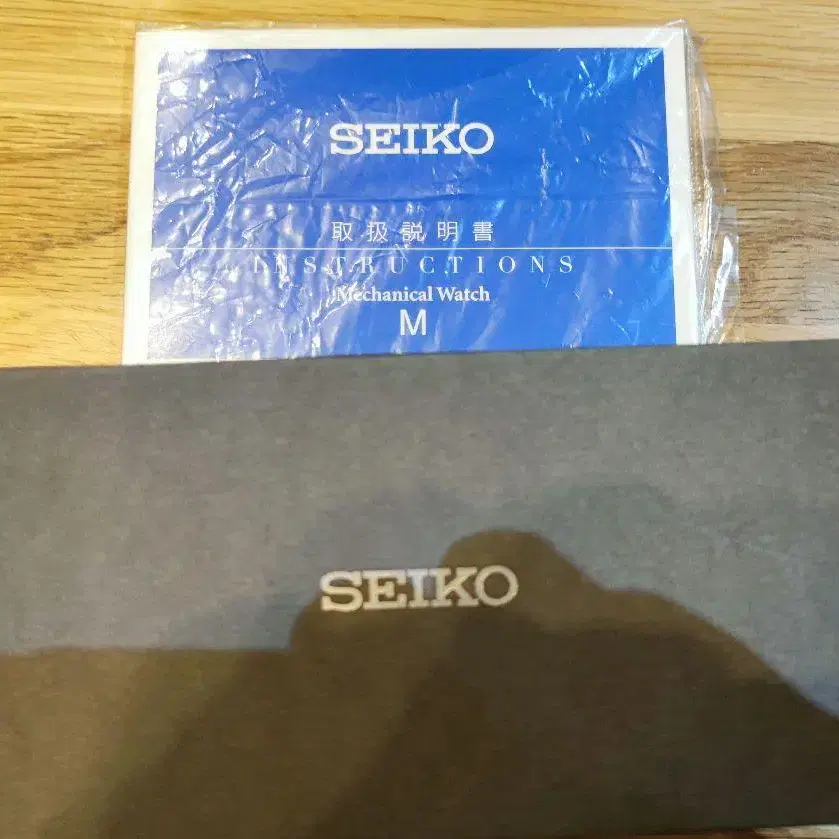 SEIKO
取扱説明書
INSTRUCTIONS
Mechanical Watch
M
SEIKO